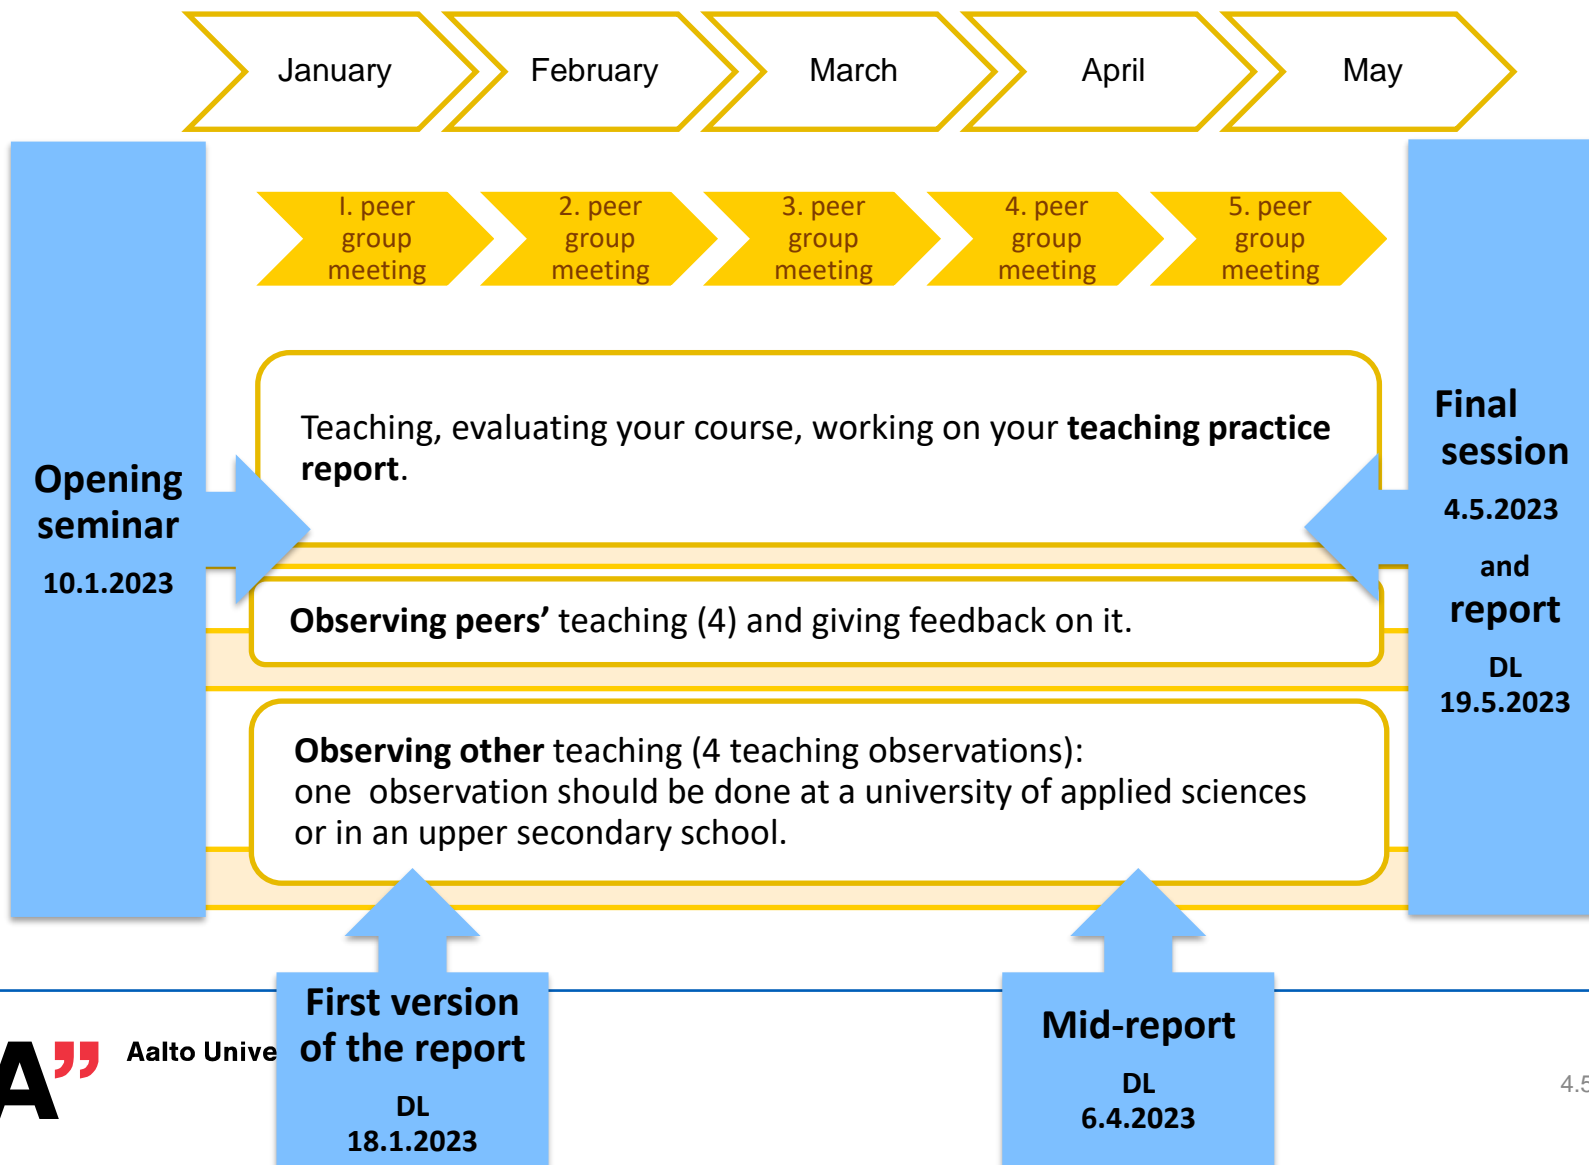 January
February
March
April
May
I. peer
group
meeting
2. peer
group
meeting
3. peer
group
meeting
4. peer
group
meeting
5. peer
group
meeting
Opening
seminar
10.1.2023
Teaching, evaluating your course, working on your teaching practice
report.
Observing peers’ teaching (4) and giving feedback on it.
Observing other teaching (4 teaching observations):
one observation should be done at a university of applied sciences
or in an upper secondary school.
Final
session
4.5.2023
and
report
DL
19.5.2023
First version
of the report
DL
18.1.2023
Mid-report
DL
6.4.2023
A”
Aalto Unive
4.5